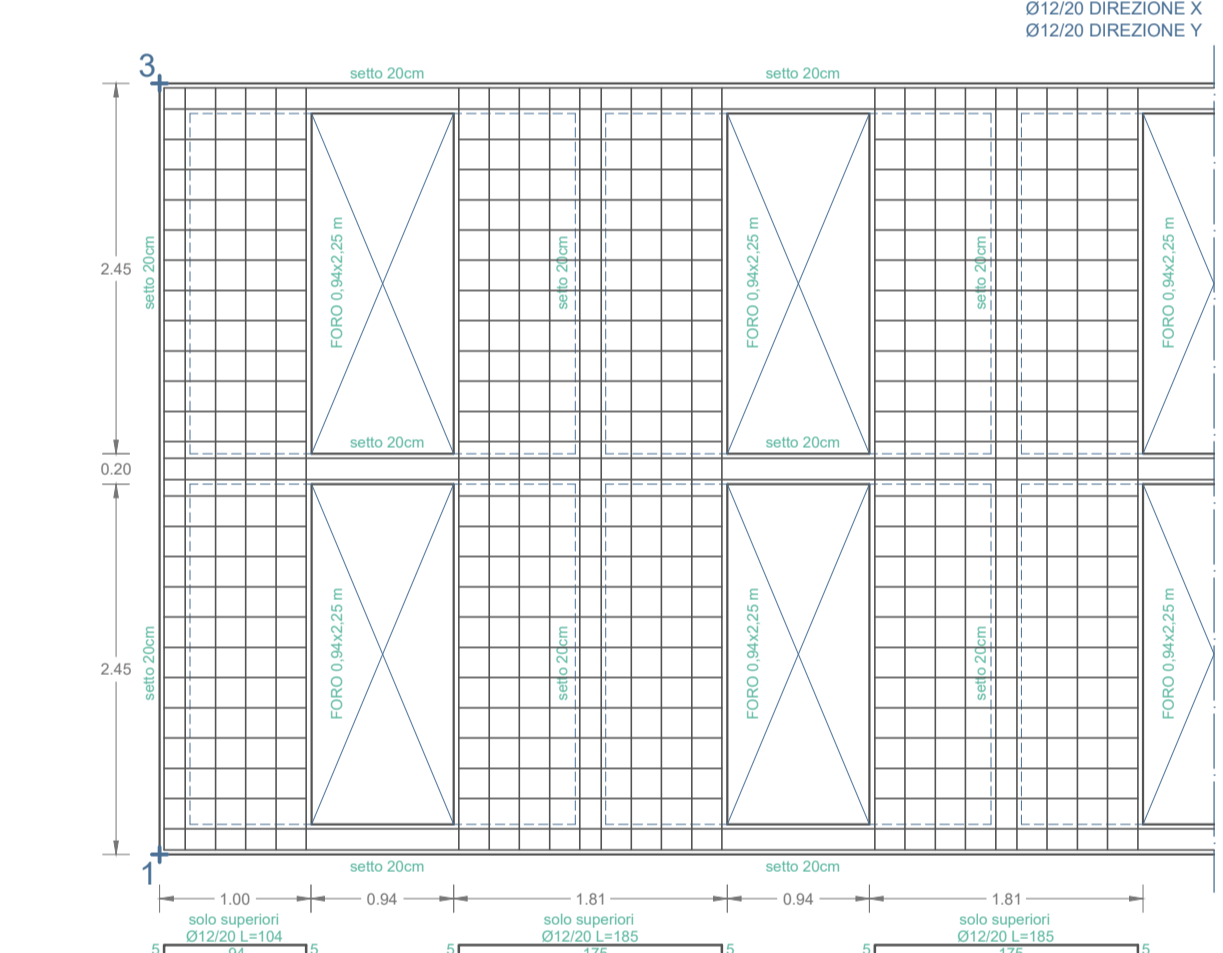 Ø12/20 DIREZIONE X
Ø12/20 DIREZIONE Y
3
setto 20cm
setto 20cm
2.45
setto 20cm
FORO 0,94x2,25 m
setto 20cm
FORO 0,94x2,25 m
setto 20cm
FORO 0,94x2,25 m
setto 20cm
setto 20cm
0.20
2.45
setto 20cm
FORO 0,94x2,25 m
setto 20cm
FORO 0,94x2,25 m
setto 20cm
FORO 0,94x2,25 m
1
setto 20cm
setto 20cm
1.00
0.94
1.81
0.94
1.81
solo superiori
Ø12/20 L=104
solo superiori
Ø12/20 L=185
solo superiori
Ø12/20 L=185
5
94
5
5
175
5
5
175
5